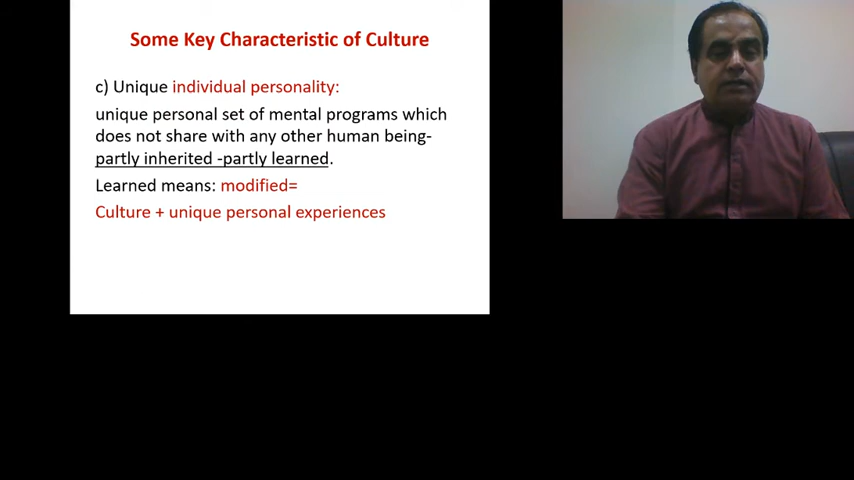 Some Key Characteristic of Culture
c) Unique individual personality:
unique personal set of mental programs which
does not share with any other human being-
partly inherited -partly learned.
Learned means: modified=
Culture + unique personal experiences